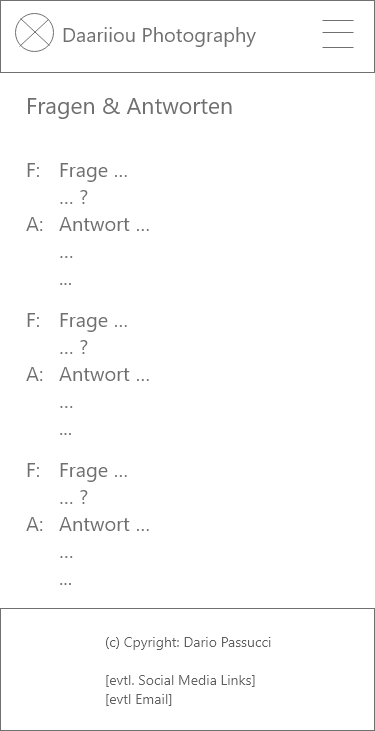 Daariiou Photography
Fragen & Antworten
F: Frage ...
... ?
A: Antwort ...
...
...
F: Frage ...
... ?
A: Antwort ...
...
...
F: Frage ...
... ?
A: Antwort ...
...
...
(c) Cpyright: Dario Passucci
[evtl. Social Media Links]
[evtl Email]